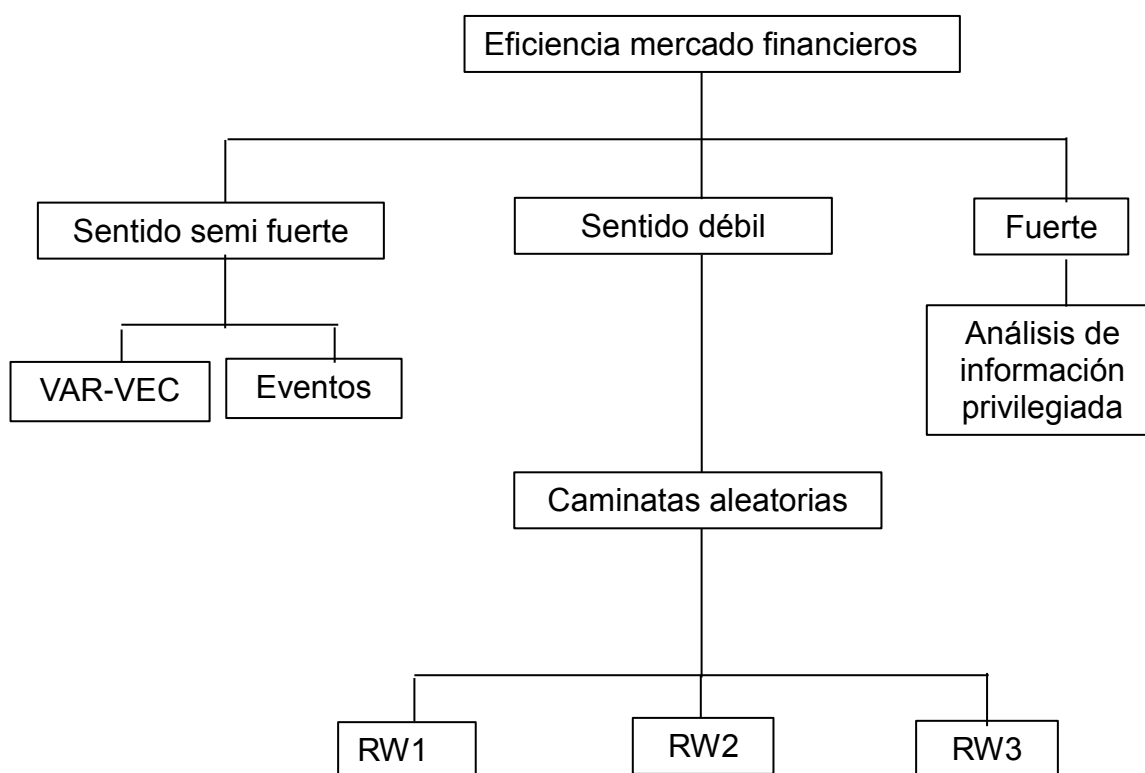 Eficiencia mercado financieros
Sentido semi fuerte
Sentido débil
Fuerte
VAR-VEC
Eventos
Análisis de
información
privilegiada
Caminatas aleatorias
RW1
RW2
RW3